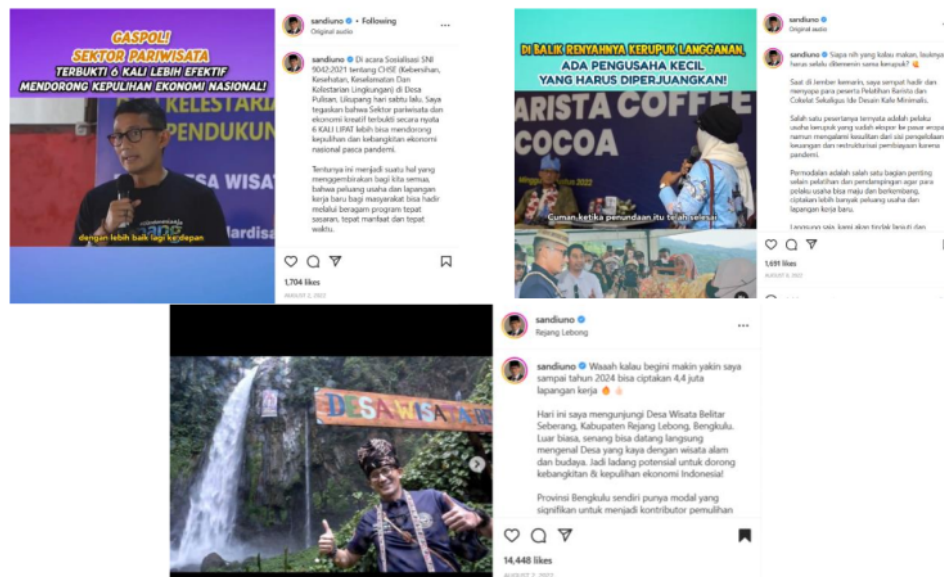 GASPOL!
SEKTOR PARIWISATA
TERBUKTI 6 KALI LEBIH EFEKTIF
MENDORONG KEPULIHAN EKONOMI NASIONAL!
KELESTARIA
PENDUKUN
DESA WISA
Mardisa
dengan lebih baik lagi ke depan
sandiuno • Following
Original audio
sandiuno Di acara Sosialisasi SNI
9042:2021 tentang CHSE (Kebersihan,
Kesehatan, Keselamatan Dan
Kelestarian Lingkungan) di Desa
Pulisan, Likupang hari sabtu lalu. Saya
tegaskan bahwa Sektor pariwisata dan
ekonomi kreatif terbukti secara nyata
6 KALI LIPAT lebih bisa mendorong
kepulihan dan kebangkitan ekonomi
nasional pasca pandemi.
Tentunya ini menjadi suatu hal yang
menggembirakan bagi kita semua,
bahwa peluang usaha dan lapangan
kerja baru bagi masyarakat bisa hadir
melalui beragam program tepat
sasaran, tepat manfaat dan tepat
waktu.
1,704 likes
AUGUST 2, 2022
DI BALIK RENYAHNYA KERUPUK LANGGANAN,
ADA PENGUSAHA KECIL
YANG HARUS DIPERJUANGKAN!
ARISTA COFFEE
COCOA
Cuman ketika penundaan itu telah selesai
sandiuno
Original audio
sandiuno Siapa nih yang kalau makan, lauknya
harus selalu ditemenin sama kerupuk?
Saat di Jember kemarin, saya sempat hadir dan
menyapa para peserta Pelatihan Barista dan
Cokelat Sekaligus Ide Desain Kafe Minimalis.
Salah satu pesertanya ternyata adalah pelaku
usaha kerupuk yang sudah ekspor ke pasar eropa
namun mengalami kesulitan dari sisi pengelolaan
keuangan dan restrukturisasi pembiayaan karena
pandemi.
Permodalan adalah salah satu bagian penting
selain pelatihan dan pendampingan agar para
pelaku usaha bisa maju dan berkembang,
ciptakan lebih banyak peluang usaha dan
lapangan kerja baru.
Langsung saja, kami akan tindak lanjuti dan
1,691 likes
AUGUST 8, 2022
DESA WISATA BE
sandiuno
Rejang Lebong
sandiuno Waaah kalau begini makin yakin saya
sampai tahun 2024 bisa ciptakan 4,4 juta
lapangan kerja
Hari ini saya mengunjungi Desa Wisata Belitar
Seberang, Kabupaten Rejang Lebong, Bengkulu.
Luar biasa, senang bisa datang langsung
mengenal Desa yang kaya dengan wisata alam
dan budaya. Jadi ladang potensial untuk dorong
kebangkitan & kepulihan ekonomi Indonesia!
Provinsi Bengkulu sendiri punya modal yang
signifikan untuk menjadi kontributor pemulihan
14,448 likes